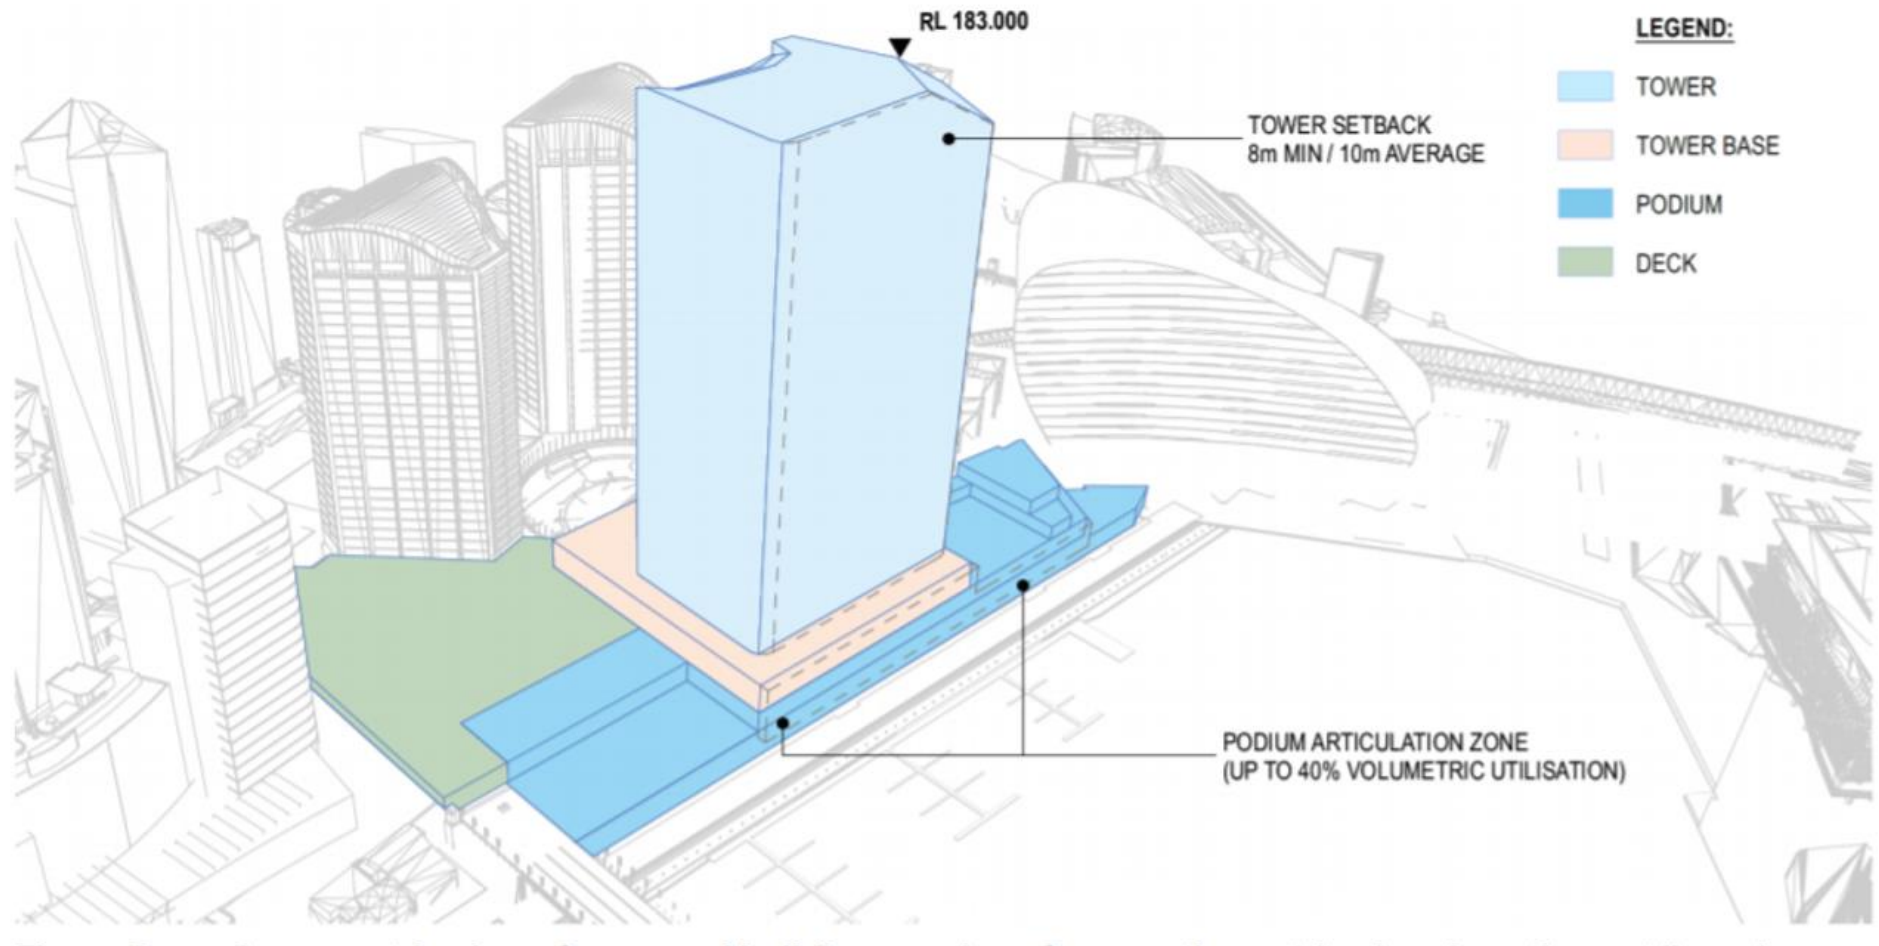 RL 183.000
LEGEND:
TOWER
TOWER BASE
PODIUM
DECK
TOWER SETBACK
8m MIN / 10m AVERAGE
PODIUM ARTICULATION ZONE
(UP TO 40% VOLUMETRIC UTILISATION)